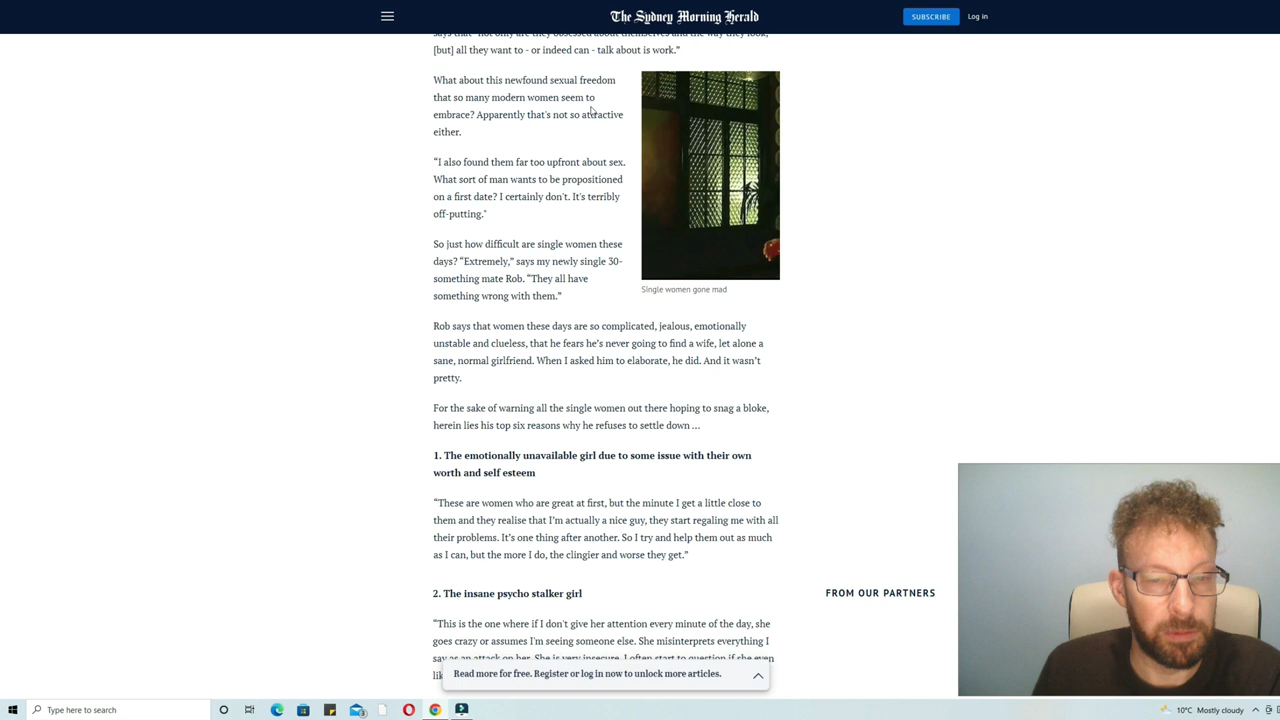 The Sydney Morning Herald
SUBSCRIBE
Log in
says that "not only are they obsessed about themselves and the way they look,
[but] all they want to - or indeed can - talk about is work.”
What about this newfound sexual freedom
that so many modern women seem to
embrace? Apparently that's not so attractive
either.
“I also found them far too upfront about sex.
What sort of man wants to be propositioned
on a first date? I certainly don't. It's terribly
off-putting."
So just how difficult are single women these
days? “Extremely,” says my newly single 30-
something mate Rob. “They all have
something wrong with them.”
Single women gone mad
Rob says that women these days are so complicated, jealous, emotionally
unstable and clueless, that he fears he’s never going to find a wife, let alone a
sane, normal girlfriend. When I asked him to elaborate, he did. And it wasn’t
pretty.
For the sake of warning all the single women out there hoping to snag a bloke,
herein lies his top six reasons why he refuses to settle down ...
1. The emotionally unavailable girl due to some issue with their own
worth and self esteem
“These are women who are great at first, but the minute I get a little close to
them and they realise that I’m actually a nice guy, they start regaling me with all
their problems. It’s one thing after another. So I try and help them out as much
as I can, but the more I do, the clingier and worse they get.”
2. The insane psycho stalker girl
“This is the one where if I don't give her attention every minute of the day, she
goes crazy or assumes I'm seeing someone else. She misinterprets everything I
say as an attack on her. She is very insecure. I often start to question if she even
FROM OUR PARTNERS
Read more for free. Register or log in now to unlock more articles.
Type here to search
10°C Mostly cloudy